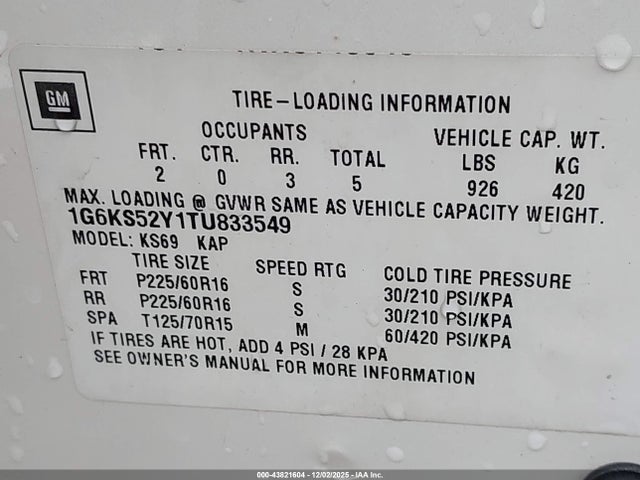 GM
TIRE-LOADING INFORMATION
OCCUPANTS VEHICLE CAP. WT.
FRT. CTR. RR. TOTAL LBS KG
2 0 3 5 926 420
MAX. LOADING @ GVWR SAME AS VEHICLE CAPACITY WEIGHT.
1G6KS52Y1TU833549
MODEL: KS69 KAP
TIRE SIZE SPEED RTG COLD TIRE PRESSURE
FRT P225/60R16 S 30/210 PSI/KPA
RR P225/60R16 S 30/210 PSI/KPA
SPA T125/70R15 M 60/420 PSI/KPA
IF TIRES ARE HOT, ADD 4 PSI / 28 KPA
SEE OWNER'S MANUAL FOR MORE INFORMATION
000-43821604 - 12/02/2025 - IAA Inc.